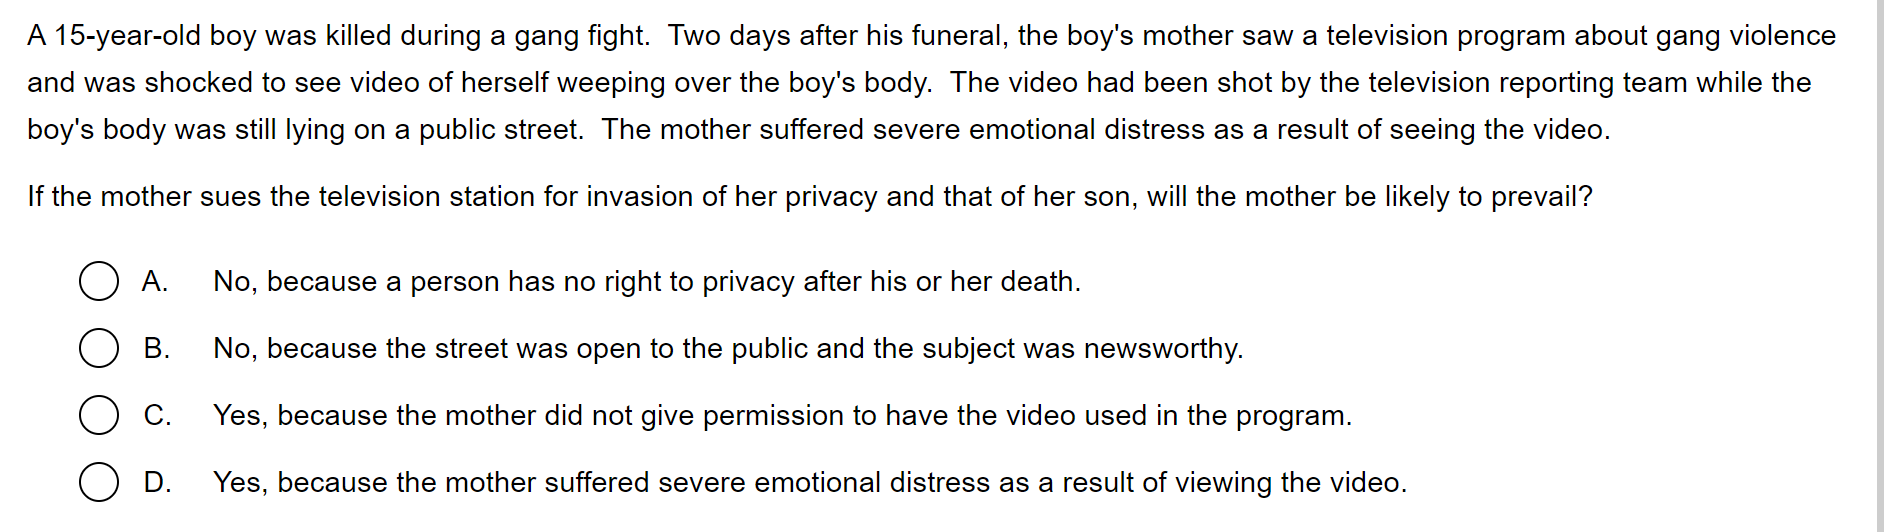 A 15-year-old boy was killed during a gang fight.  Two days after his funeral, the boy's mother saw a television program about gang violence
and was shocked to see video of herself weeping over the boy's body.  The video had been shot by the television reporting team while the
boy's body was still lying on a public street.  The mother suffered severe emotional distress as a result of seeing the video.
If the mother sues the television station for invasion of her privacy and that of her son, will the mother be likely to prevail?
A. No, because a person has no right to privacy after his or her death.
B. No, because the street was open to the public and the subject was newsworthy.
C. Yes, because the mother did not give permission to have the video used in the program.
D. Yes, because the mother suffered severe emotional distress as a result of viewing the video.